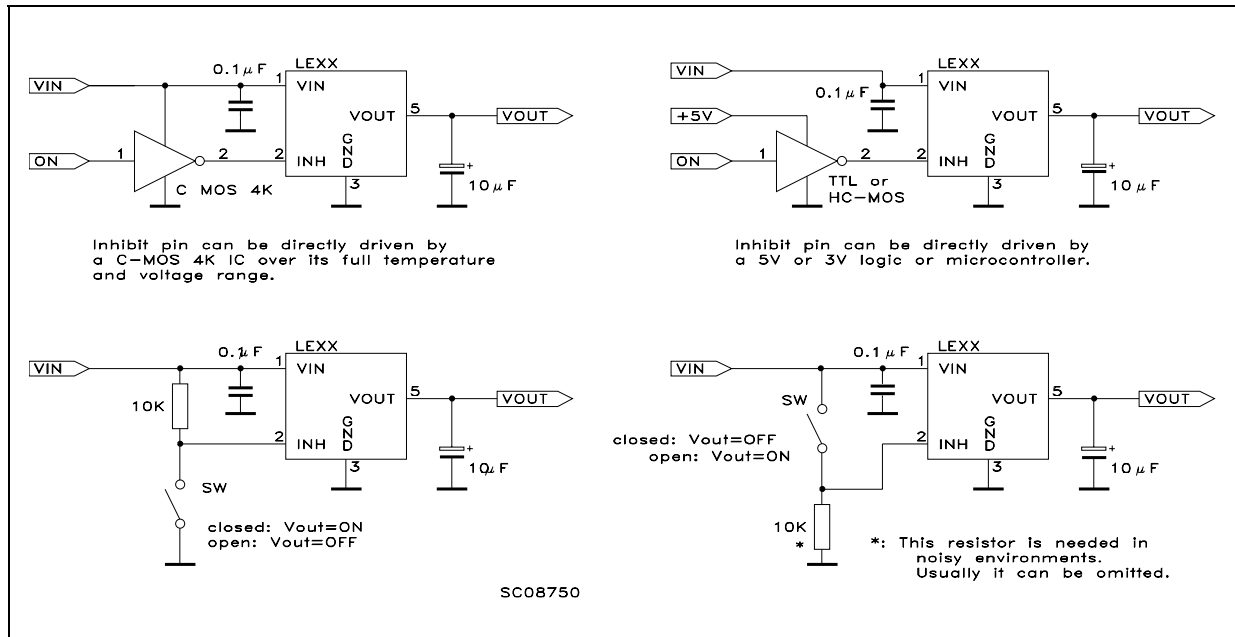 LEXX
0.1µF
VIN
1
VIN
VOUT
5
VOUT
GND
ON
1
2
2
INH
3
+
10µF
C MOS 4K
Inhibit pin can be directly driven by
a C-MOS 4K IC over its full temperature
and voltage range.
LEXX
VIN
1
VIN
0.1µF
+5V
VOUT
5
VOUT
GND
ON
1
2
2
INH
3
+
10µF
TTL or
HC-MOS
Inhibit pin can be directly driven by
a 5V or 3V logic or microcontroller.
LEXX
0.1µF
VIN
1
VIN
10K
VOUT
5
VOUT
GND
2
INH
3
+
10µF
SW
closed: Vout=ON
open: Vout=OFF
LEXX
0.1µF
VIN
1
VIN
SW
VOUT
5
VOUT
GND
closed: Vout=OFF
open: Vout=ON
2
INH
3
+
10µF
10K
*
*: This resistor is needed in
noisy environments.
Usually it can be omitted.
SC08750